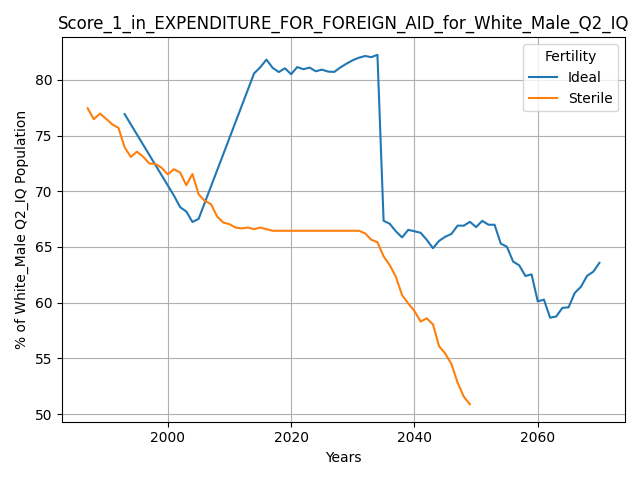 Score_1_in_EXPENDITURE_FOR_FOREIGN_AID_for_White_Male_Q2_IQ
Fertility
Ideal
Sterile
% of White_Male Q2_IQ Population
80
75
70
65
60
55
50
2000
2020
2040
2060
Years